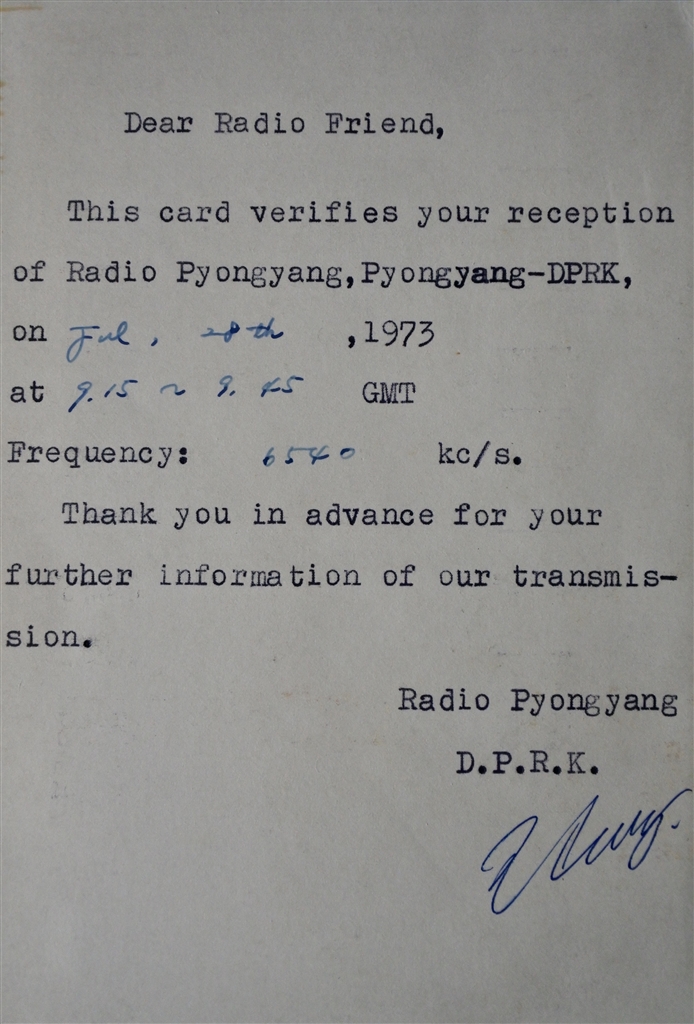 Dear Radio Friend,
This card verifies your reception
of Radio Pyongyang,Pyongyang-DPRK,
on Jul, 28th ,1973
at 9.15 ~ 9.45 GMT
Frequency: 6540 kc/s.
Thank you in advance for your
further information of our transmis-
sion.
Radio Pyongyang
D.P.R.K.